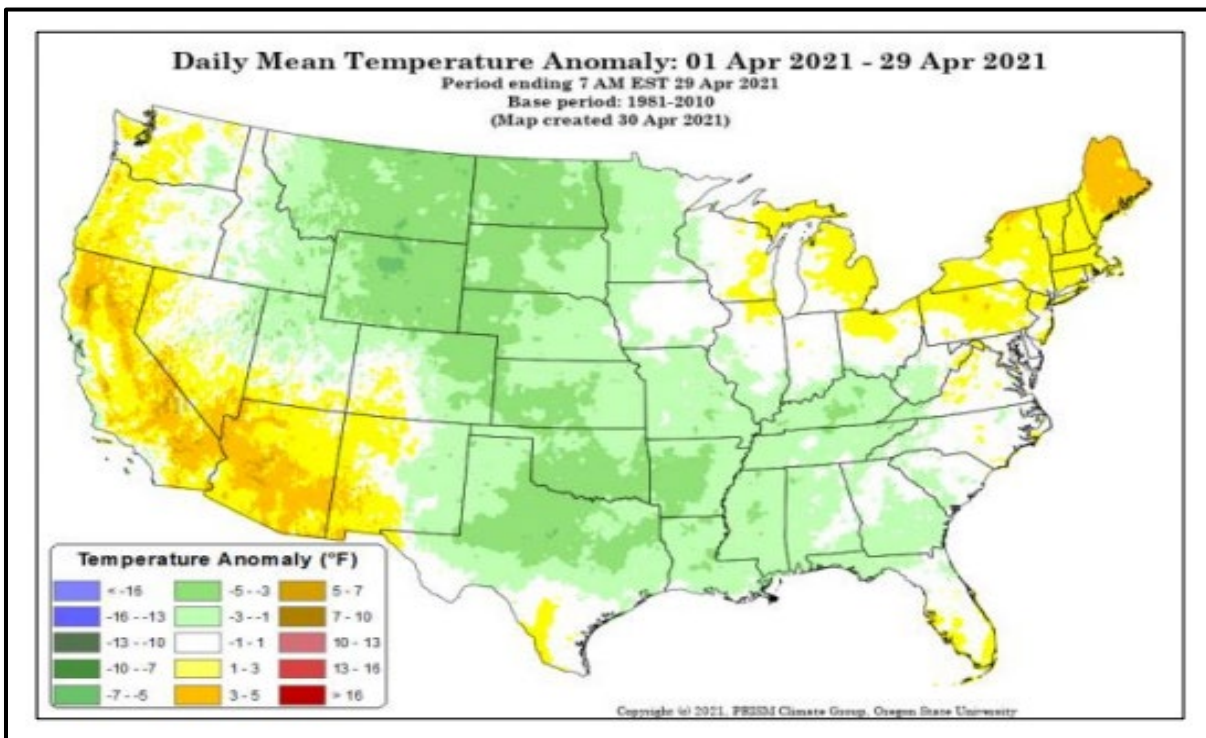 Daily Mean Temperature Anomaly: 01 Apr 2021 - 29 Apr 2021
Period ending 7 AM EST 29 Apr 2021
Base period: 1981-2010
(Map created 30 Apr 2021)
Temperature Anomaly (°F)
< -16
-16 - -13
-13 - -10
-10 - -7
-7 - -5
-5 - -3
-3 - -1
-1 - 1
1 - 3
3 - 5
5 - 7
7 - 10
10 - 13
13 - 16
> 16
Copyright (c) 2021, PRISM Climate Group, Oregon State University